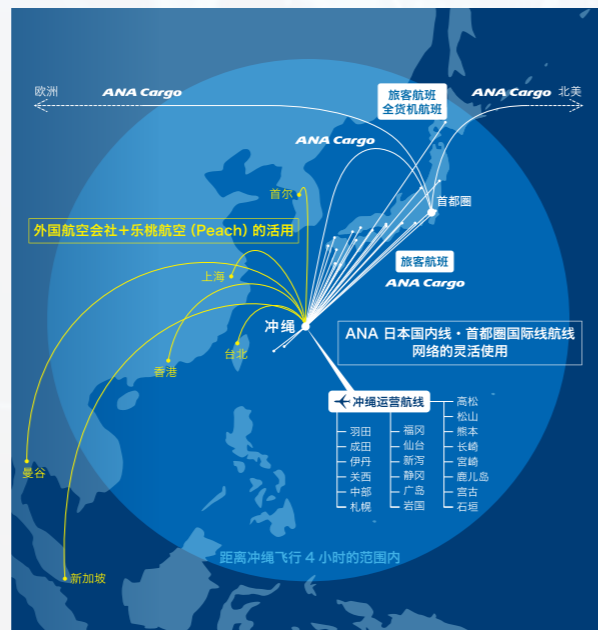 欧洲
ANA Cargo
旅客航班
全货机航班
ANA Cargo
北美
ANA Cargo
首尔
首都圈
外国航空会社＋乐桃航空（Peach）的活用
旅客航班
ANA Cargo
上海
冲绳
ANA 日本国内线・首都圈国际线航线
网络的灵活使用
台北
香港
冲绳运营航线
羽田
成田
伊丹
关西
中部
札幌
福冈
仙台
新泻
静冈
广岛
岩国
高松
松山
熊本
长崎
宫崎
鹿儿岛
宫古
石垣
曼谷
距离冲绳飞行 4 小时的范围内
新加坡